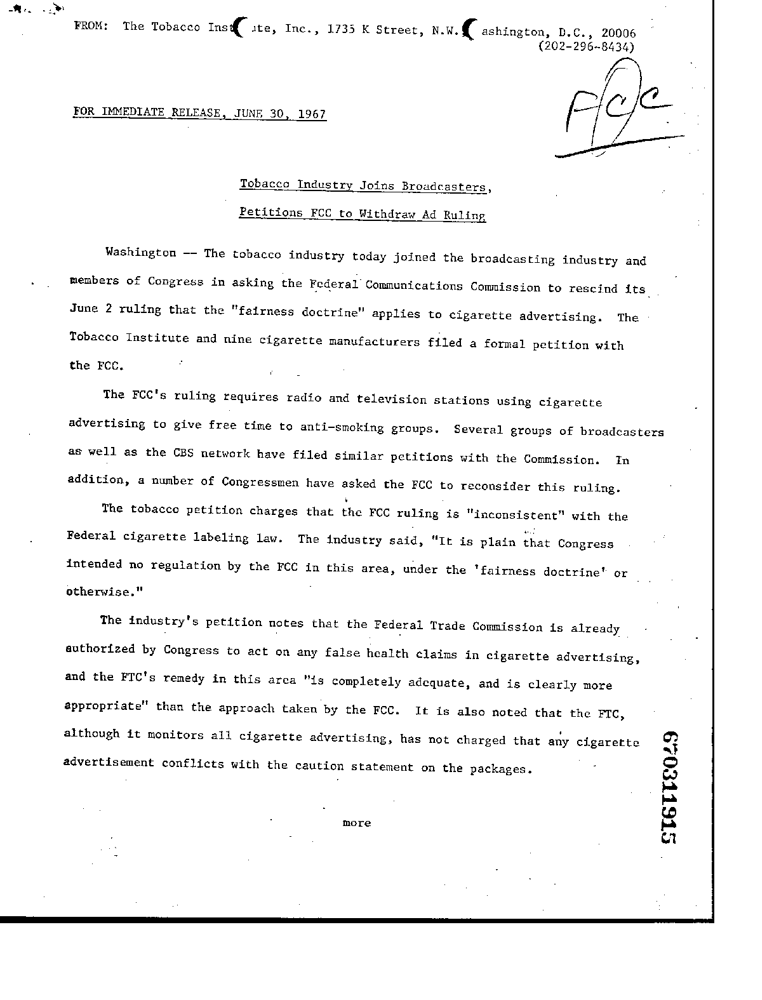 FROM: The Tobacco Inst ute, Inc., 1735 K Street, N.W. ashington, D.C., 20006
(202-296-8434)
FCC
FOR IMMEDIATE RELEASE, JUNE 30, 1967
Tobacco Industry Joins Broadcasters,
Petitions FCC to Withdraw Ad Ruling
Washington -- The tobacco industry today joined the broadcasting industry and
members of Congress in asking the Federal Communications Commission to rescind its
June 2 ruling that the "fairness doctrine" applies to cigarette advertising. The
Tobacco Institute and nine cigarette manufacturers filed a formal petition with
the FCC.
The FCC's ruling requires radio and television stations using cigarette
advertising to give free time to anti-smoking groups. Several groups of broadcasters
as well as the CBS network have filed similar petitions with the Commission. In
addition, a number of Congressmen have asked the FCC to reconsider this ruling.
The tobacco petition charges that the FCC ruling is "inconsistent" with the
Federal cigarette labeling law. The industry said, "It is plain that Congress
intended no regulation by the FCC in this area, under the 'fairness doctrine' or
otherwise."
The industry's petition notes that the Federal Trade Commission is already
authorized by Congress to act on any false health claims in cigarette advertising,
and the FTC's remedy in this area "is completely adequate, and is clearly more
appropriate" than the approach taken by the FCC. It is also noted that the FTC,
although it monitors all cigarette advertising, has not charged that any cigarette
advertisement conflicts with the caution statement on the packages.
more
670311915